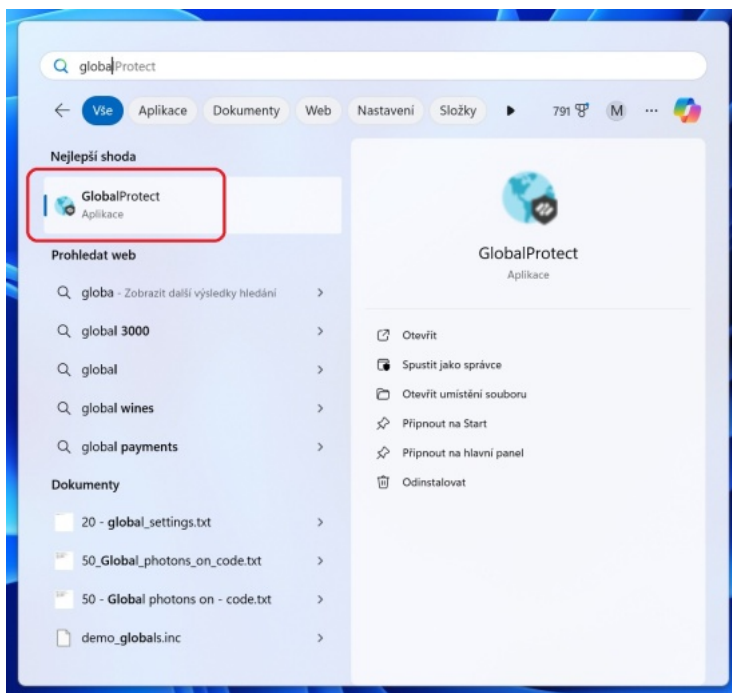 globaProtect
Vše Aplikace Dokumenty Web Nastavení Složky 791 M ...
Nejlepší shoda
GlobalProtect
Aplikace
Prohledat web
globa - Zobrazit další výsledky hledání
global 3000
global
global wines
global payments
Dokumenty
20 - global_settings.txt
50_Global_photons_on_code.txt
50 - Global photons on - code.txt
demo_globals.inc
GlobalProtect
Aplikace
Otevřít
Spustit jako správce
Otevřít umístění souboru
Připnout na Start
Připnout na hlavní panel
Odinstalovat